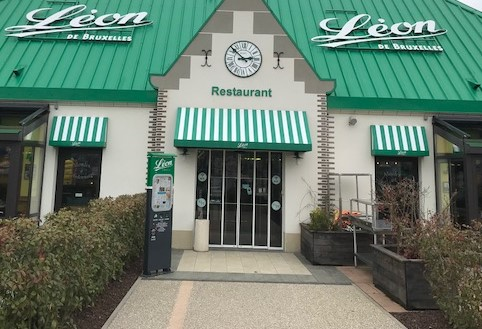 Léon
DE BRUXELLES
Léon
DE BRUXELLES
Restaurant
Léon